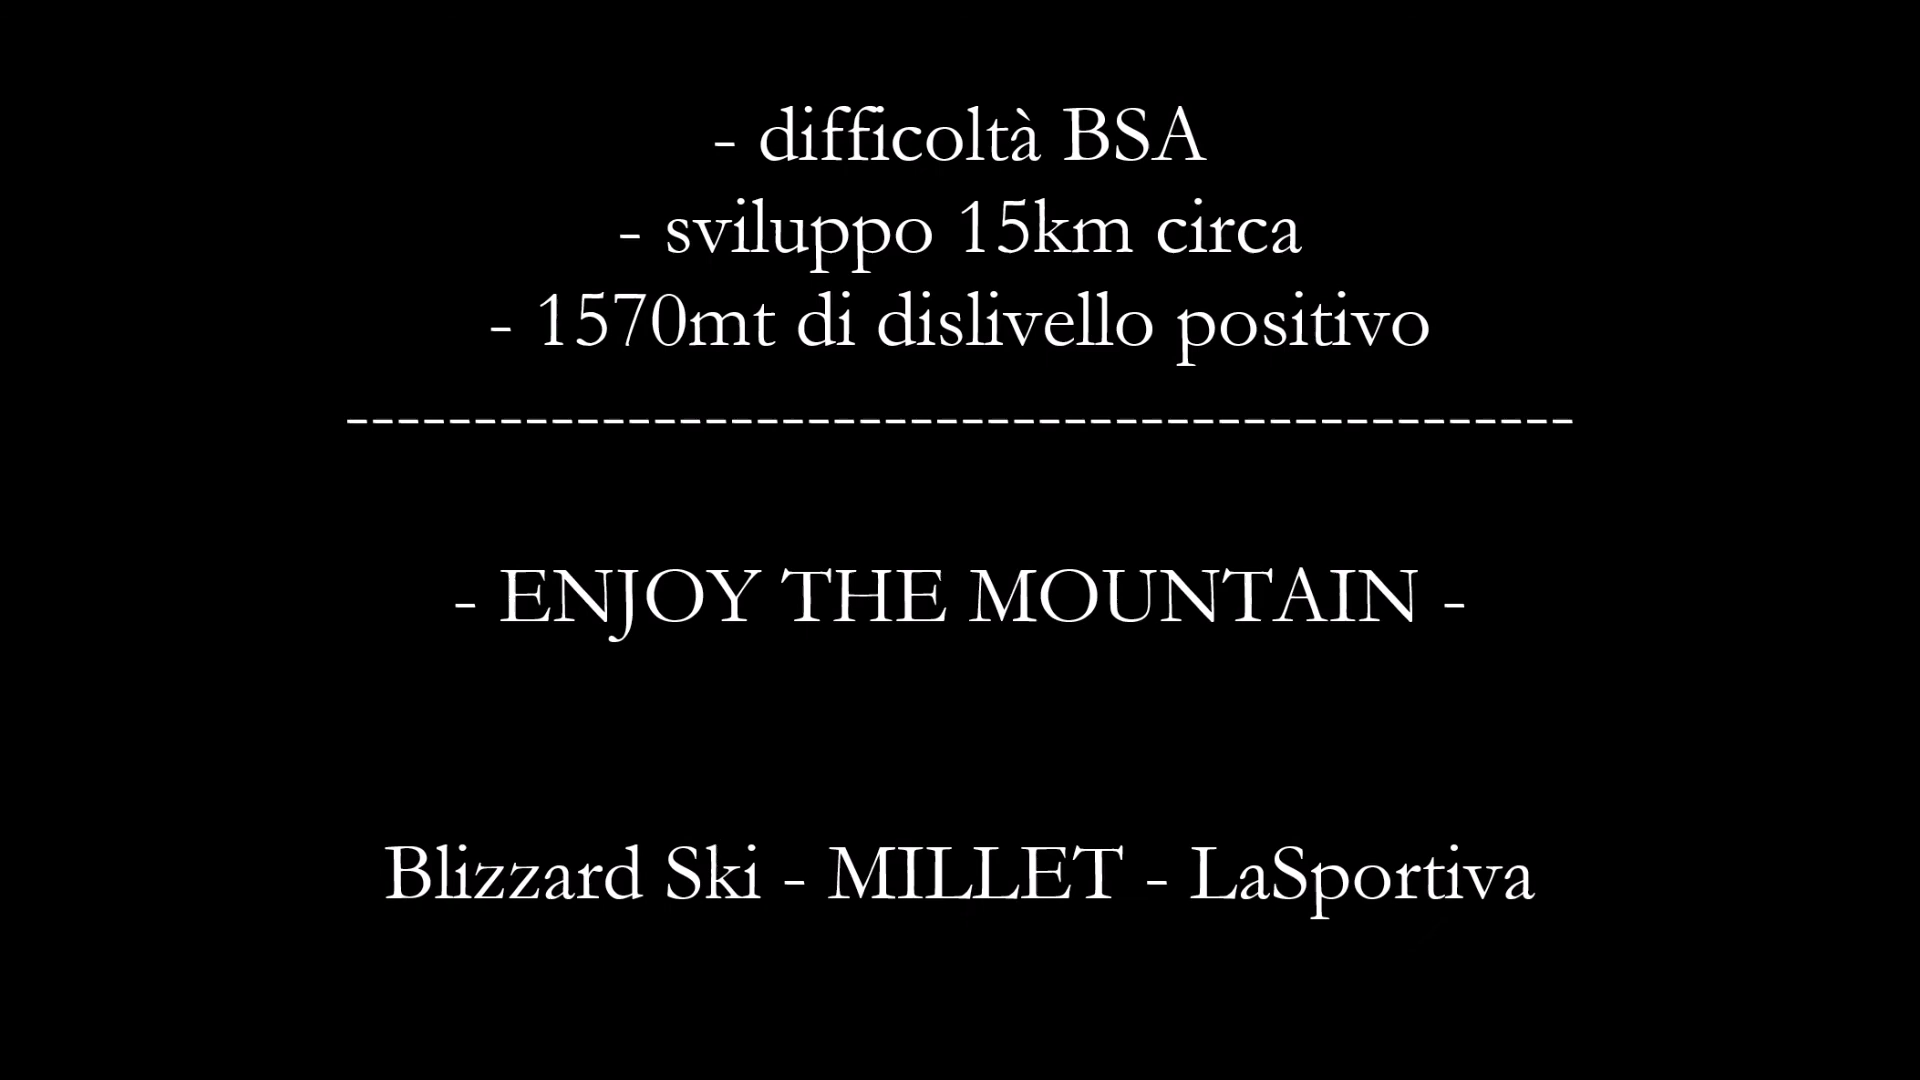 - difficoltà BSA
- sviluppo 15km circa
- 1570mt di dislivello positivo
------------------------------------------------
- ENJOY THE MOUNTAIN -
Blizzard Ski - MILLET - LaSportiva